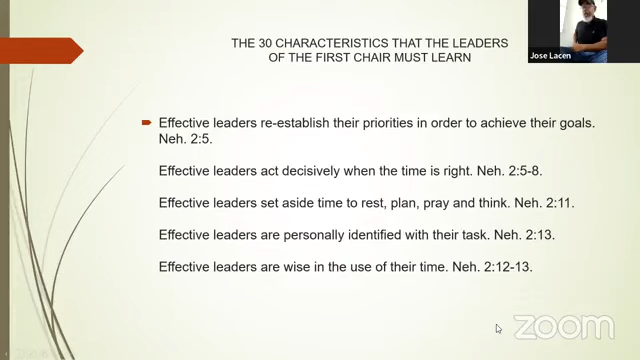 THE 30 CHARACTERISTICS THAT THE LEADERS
OF THE FIRST CHAIR MUST LEARN
Jose Lacen
Effective leaders re-establish their priorities in order to achieve their goals.
Neh. 2:5.
Effective leaders act decisively when the time is right. Neh. 2:5-8.
Effective leaders set aside time to rest, plan, pray and think. Neh. 2:11.
Effective leaders are personally identified with their task. Neh. 2:13.
Effective leaders are wise in the use of their time. Neh. 2:12-13.
zoom